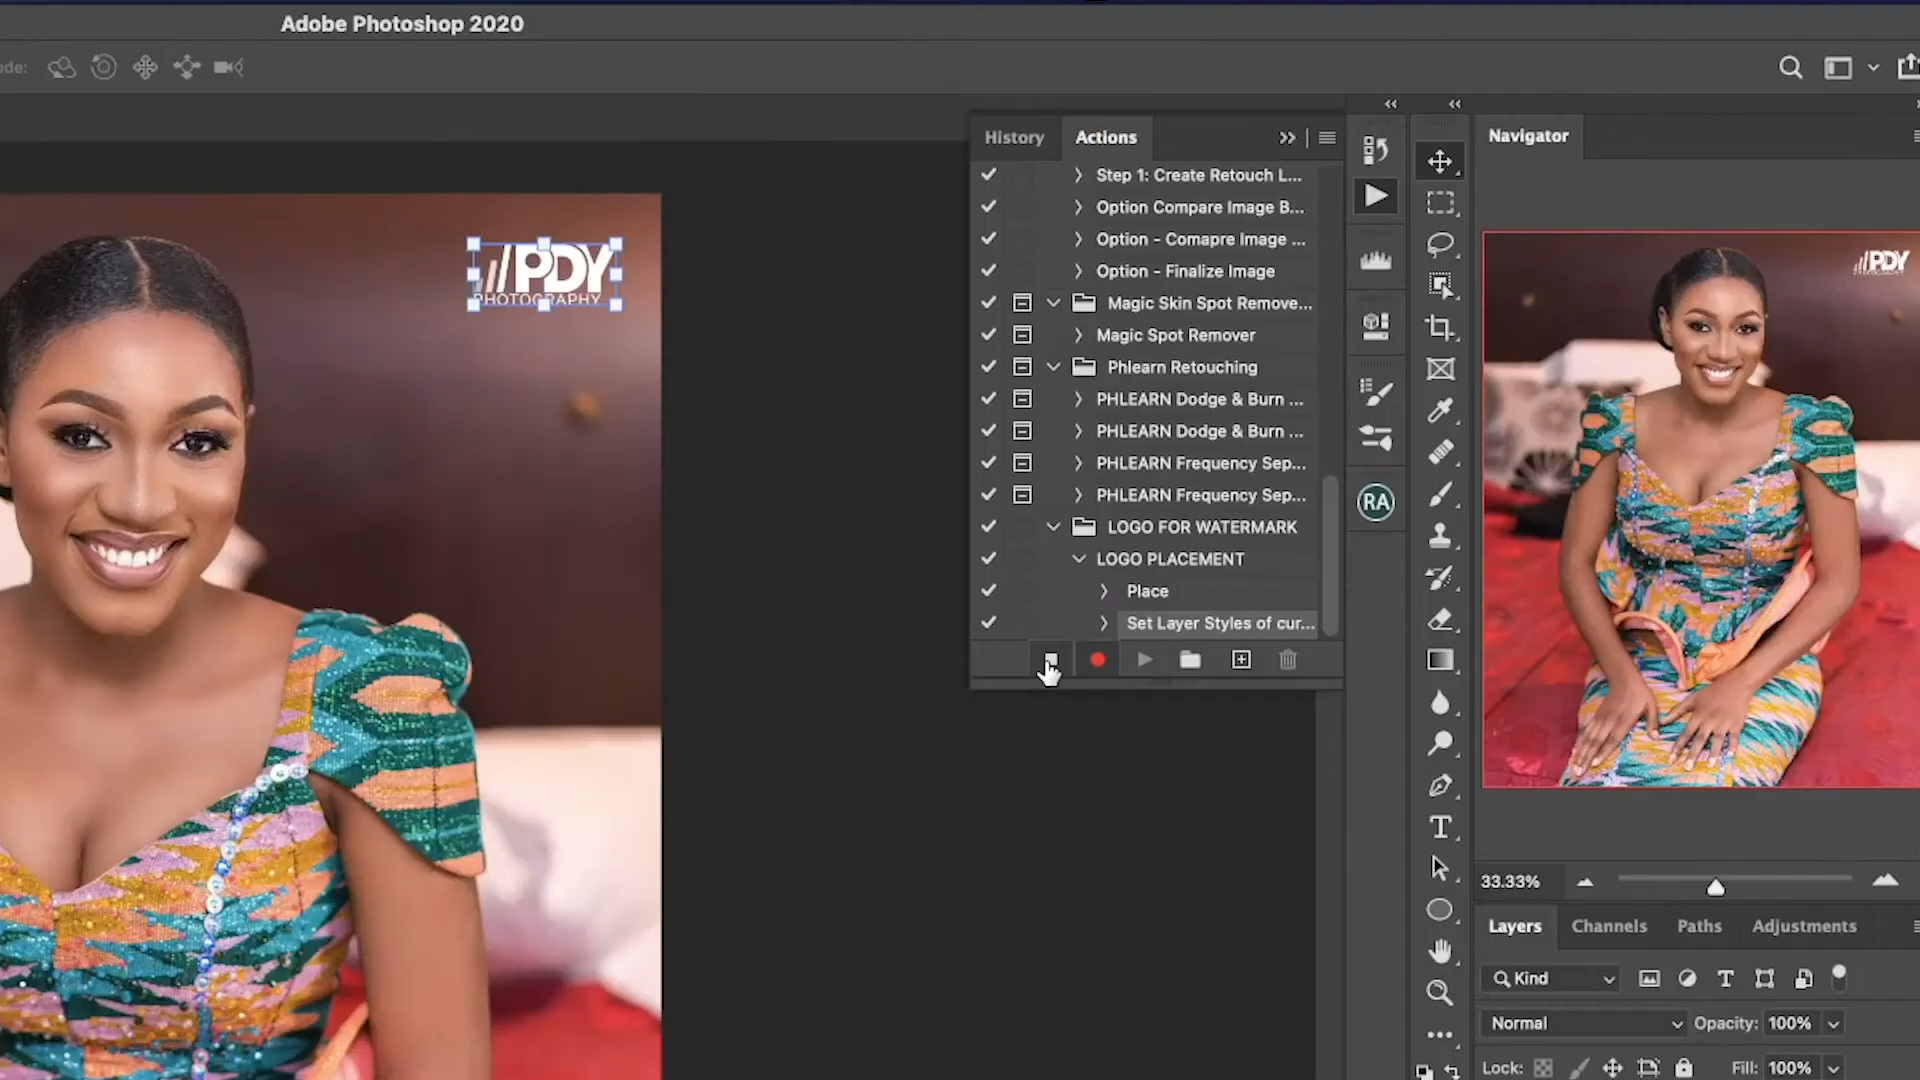 Adobe Photoshop 2020
ode:
History
Actions
Navigator
Step 1: Create Retouch L...
Option Compare Image B...
Option - Comapre Image ...
Option - Finalize Image
Magic Skin Spot Remove...
Magic Spot Remover
Phlearn Retouching
PHLEARN Dodge & Burn ...
PHLEARN Dodge & Burn ...
PHLEARN Frequency Sep...
PHLEARN Frequency Sep...
LOGO FOR WATERMARK
LOGO PLACEMENT
Place
Set Layer Styles of cur...
PDY
PHOTOGRAPHY
RA
PDY
33.33%
Layers
Channels
Paths
Adjustments
Kind
Normal
Opacity: 100%
Lock:
Fill: 100%